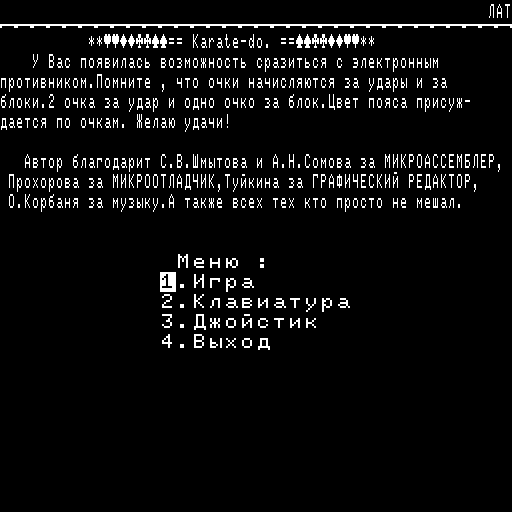 ЛАТ
**♥♥♦♦♣♣♠♠== Karate-do. ==♠♠♣♣♦♦♥♥**
У Вас появилась возможность сразиться с электронным
противником.Помните , что очки начисляются за удары и за
блоки.2 очка за удар и одно очко за блок.Цвет пояса присуж-
дается по очкам. Желаю удачи!
Автор благодарит С.В.Шмытова и А.Н.Сомова за МИКРОАССЕМБЛЕР,
Прохорова за МИКРООТЛАДЧИК,Туйкина за ГРАФИЧЕСКИЙ РЕДАКТОР,
О.Корбаня за музыку.А также всех тех кто просто не мешал.
Меню :
1.Игра
2.Клавиатура
3.Джойстик
4.Выход